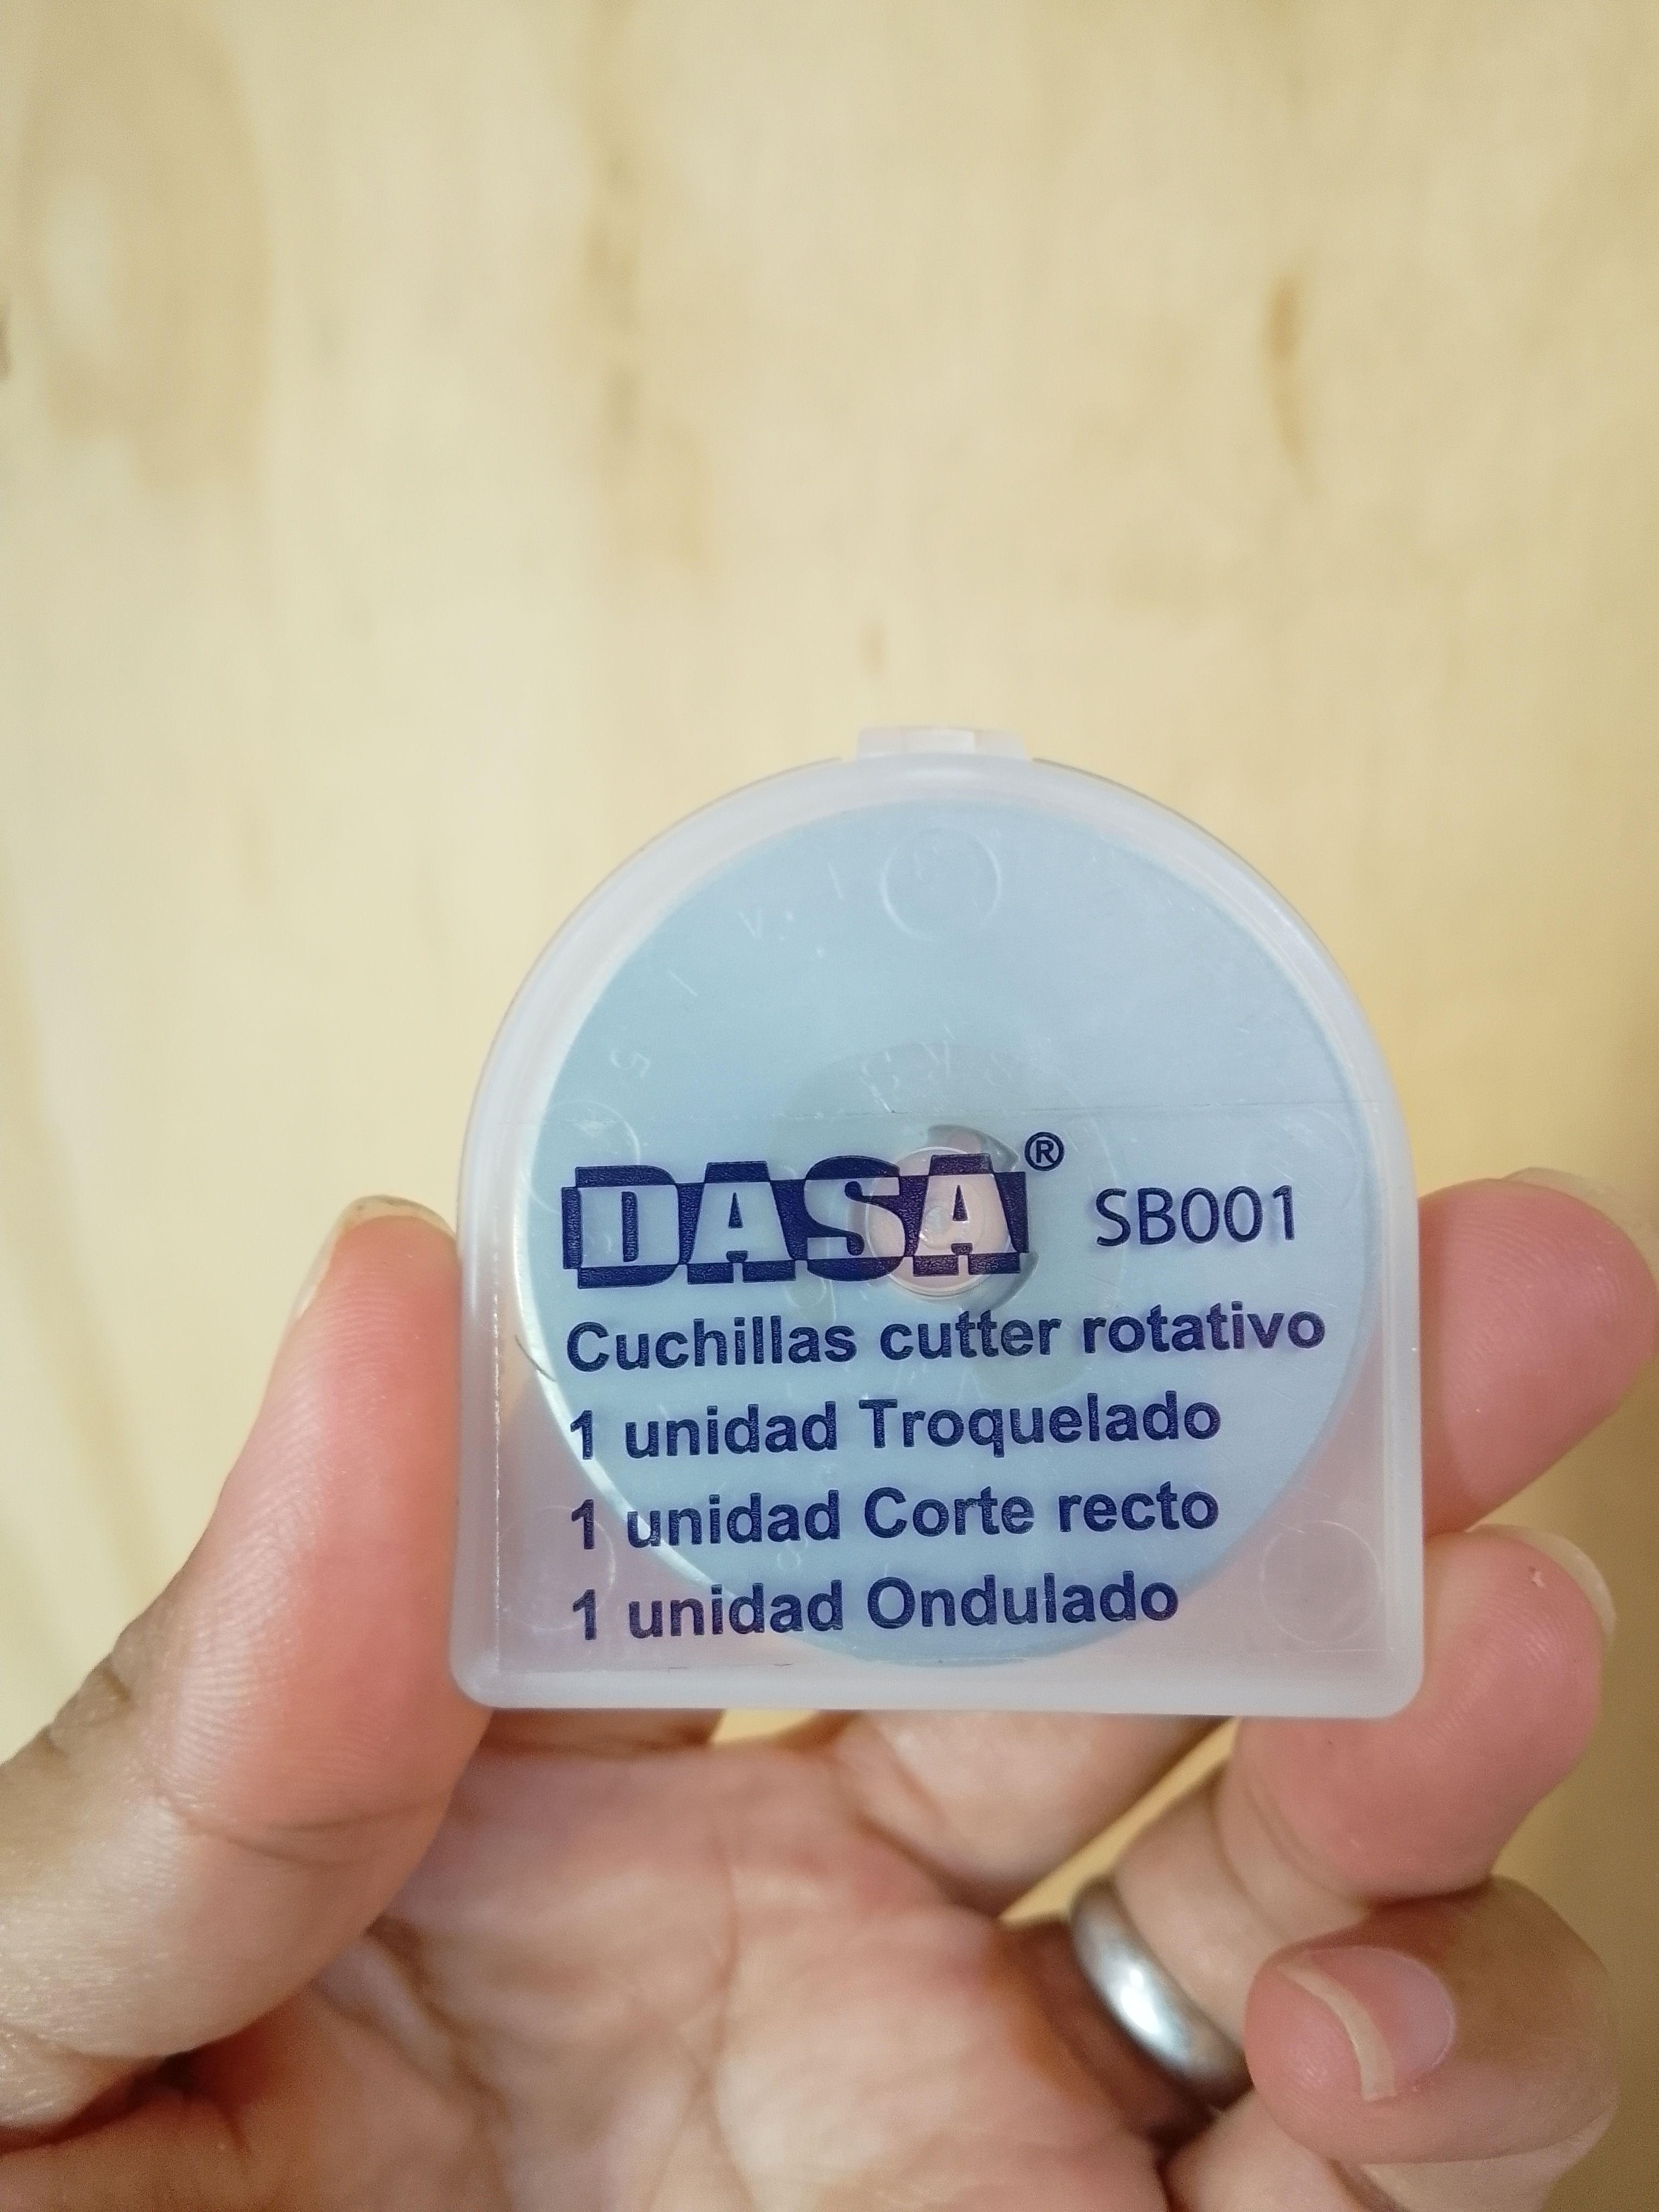 DASA® SB001
Cuchillas cutter rotativo
1 unidad Troquelado
1 unidad Corte recto
1 unidad Ondulado